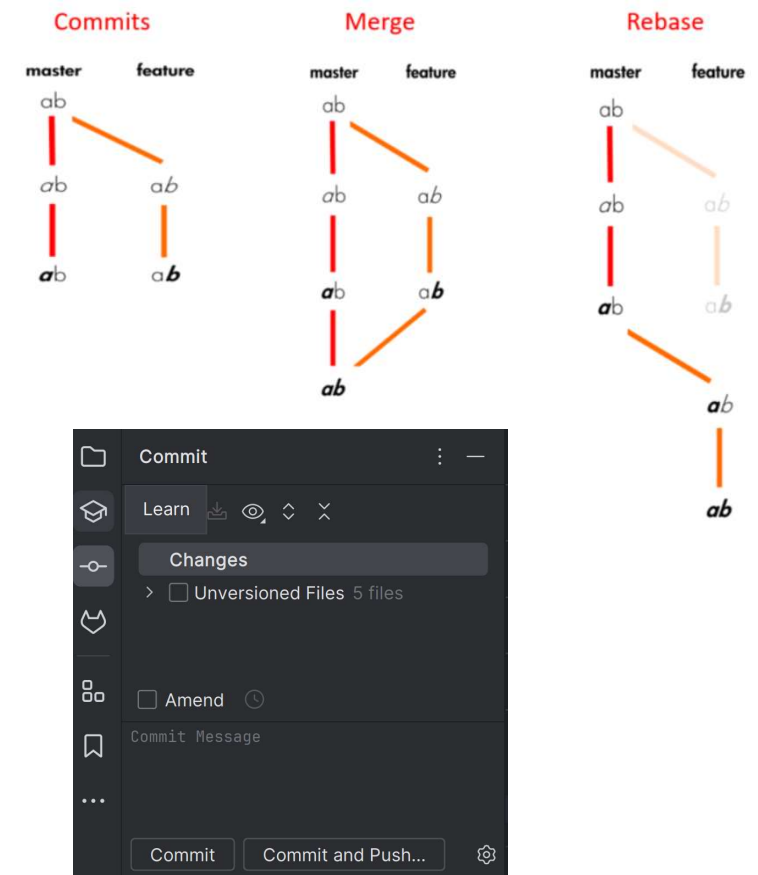 Commits
master feature
ab
ab ab
ab ab
Merge
master feature
ab
ab ab
ab ab
ab
Rebase
master feature
ab
ab ab
ab ab
ab
ab
Commit
Learn
Changes
Unversioned Files 5 files
Amend
Commit Message
Commit Commit and Push...